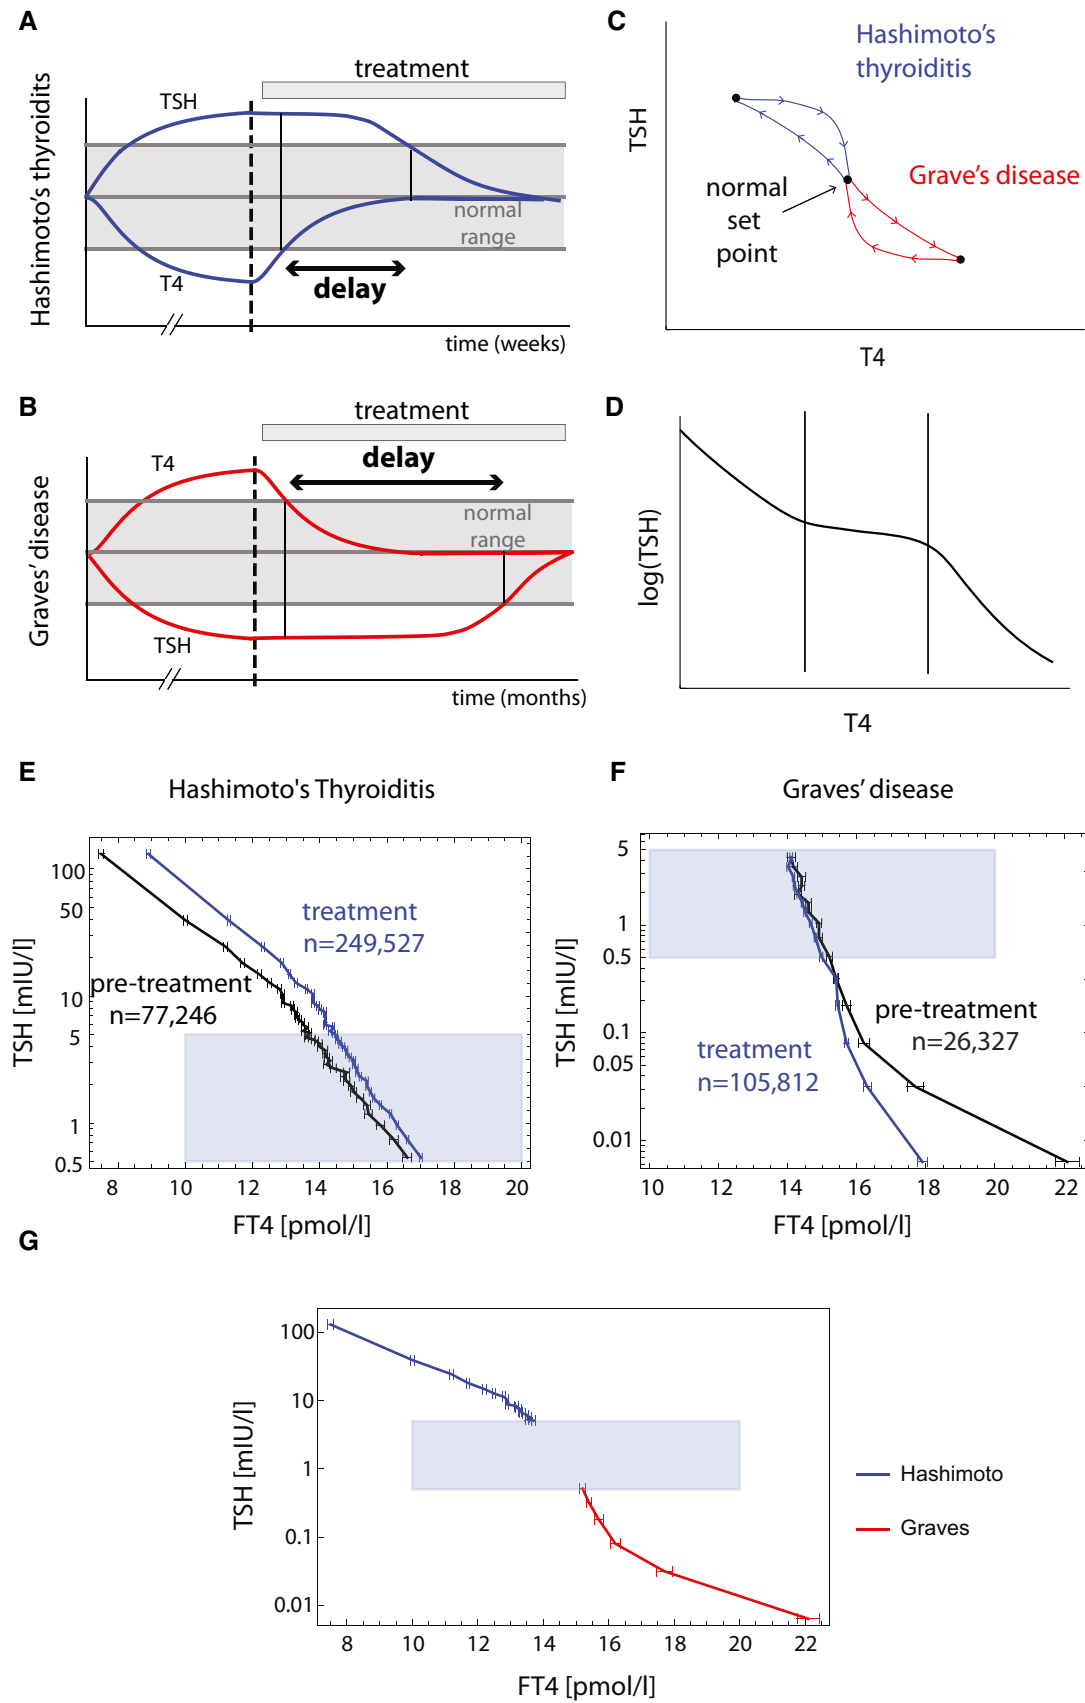 A
Hashimoto's thyroidits
treatment
TSH
normal
range
T4
delay
time (weeks)
B
Graves' disease
treatment
delay
T4
normal
range
TSH
time (months)
C
Hashimoto's
thyroiditis
TSH
Grave's disease
normal
set
point
T4
D
log(TSH)
T4
E
Hashimoto's Thyroiditis
TSH [mIU/l]
100
50
10
5
1
0.5
treatment
n=249,527
pre-treatment
n=77,246
8 10 12 14 16 18 20
FT4 [pmol/l]
F
Graves' disease
TSH [mIU/l]
5
1
0.5
0.1
0.05
0.01
pre-treatment
n=26,327
treatment
n=105,812
10 12 14 16 18 20 22
FT4 [pmol/l]
G
TSH [mIU/l]
100
10
1
0.1
0.01
8 10 12 14 16 18 20 22
FT4 [pmol/l]
Hashimoto
Graves